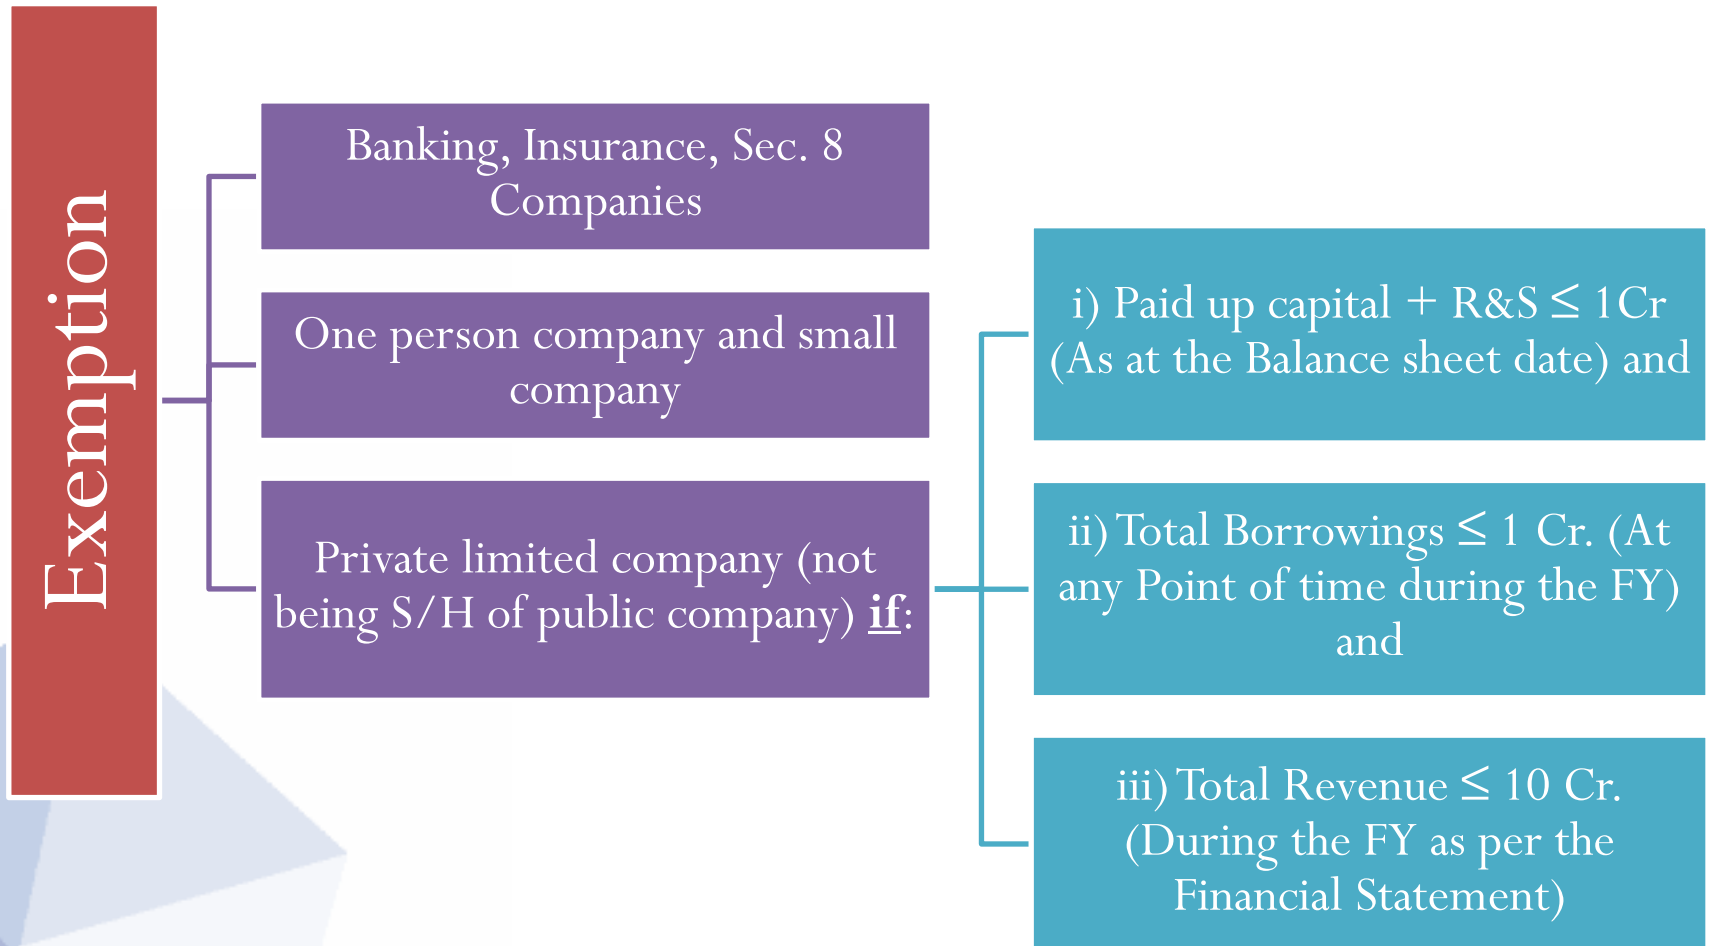 Exemption
Banking, Insurance, Sec. 8
Companies
One person company and small
company
Private limited company (not
being S/H of public company) if:
i) Paid up capital + R&S ≤ 1Cr
(As at the Balance sheet date) and
ii) Total Borrowings ≤ 1 Cr. (At
any Point of time during the FY)
and
iii) Total Revenue ≤ 10 Cr.
(During the FY as per the
Financial Statement)